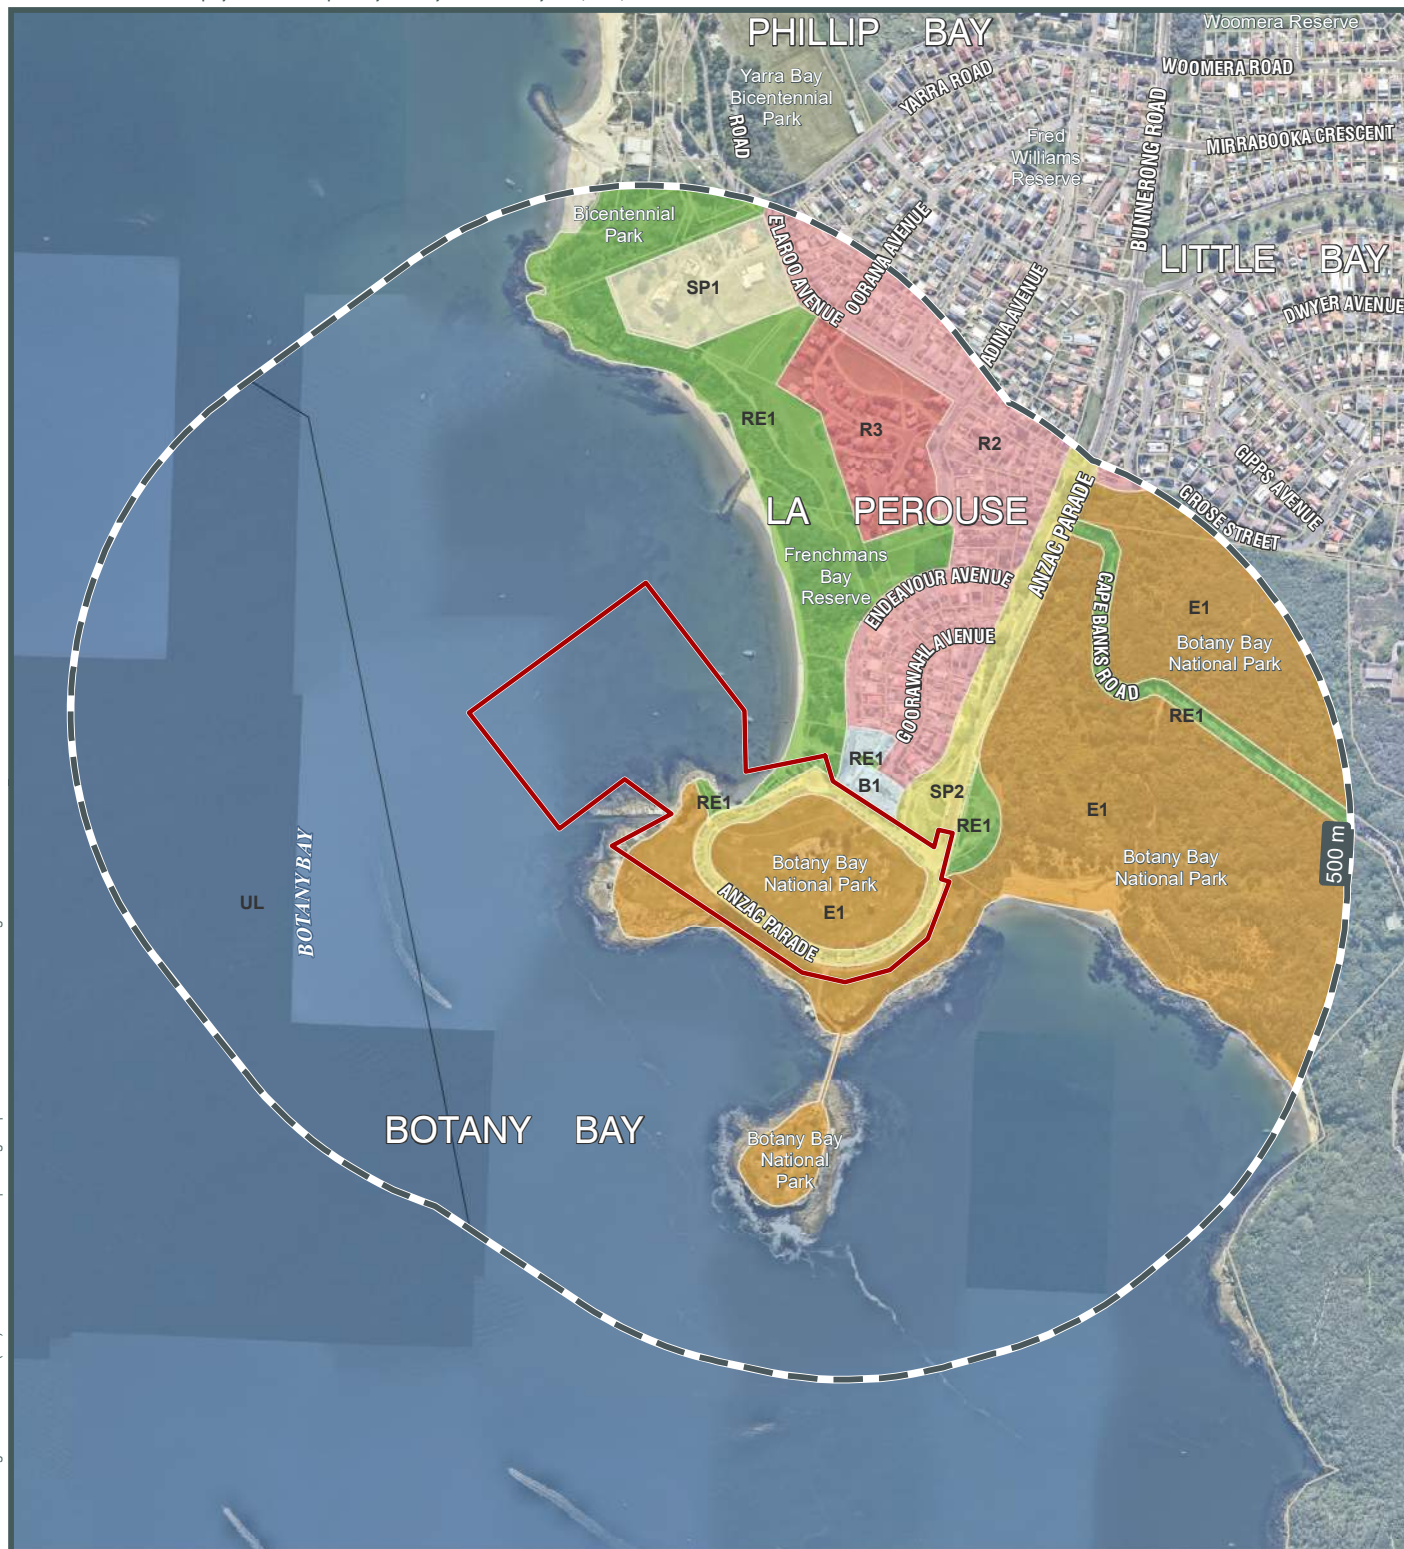 PHILLIP BAY
Woomera Reserve
WOOMERA ROAD
Yarra Bay
Bicentennial
Park
YARRA ROAD
ROAD
BUNNERONG ROAD
MIRRABOOKA CRESCENT
Fred
Williams
Reserve
Bicentennial
Park
ELAROO AVENUE
OORANA AVENUE
LITTLE BAY
SP1
ADINA AVENUE
DWYER AVENUE
RE1
R3
R2
GIPPS AVENUE
GROSE STREET
LA PEROUSE
ANZAC PARADE
Frenchmans
Bay
Reserve
ENDEAVOUR AVENUE
CAPE BANKS ROAD
E1
Botany Bay
National Park
GOORAWAHL AVENUE
RE1
RE1
B1
SP2
RE1
RE1
E1
500 m
Botany Bay
National Park
Botany Bay
National Park
E1
ANZAC PARADE
UL
BOTANY BAY
BOTANY BAY
Botany Bay
National
Park